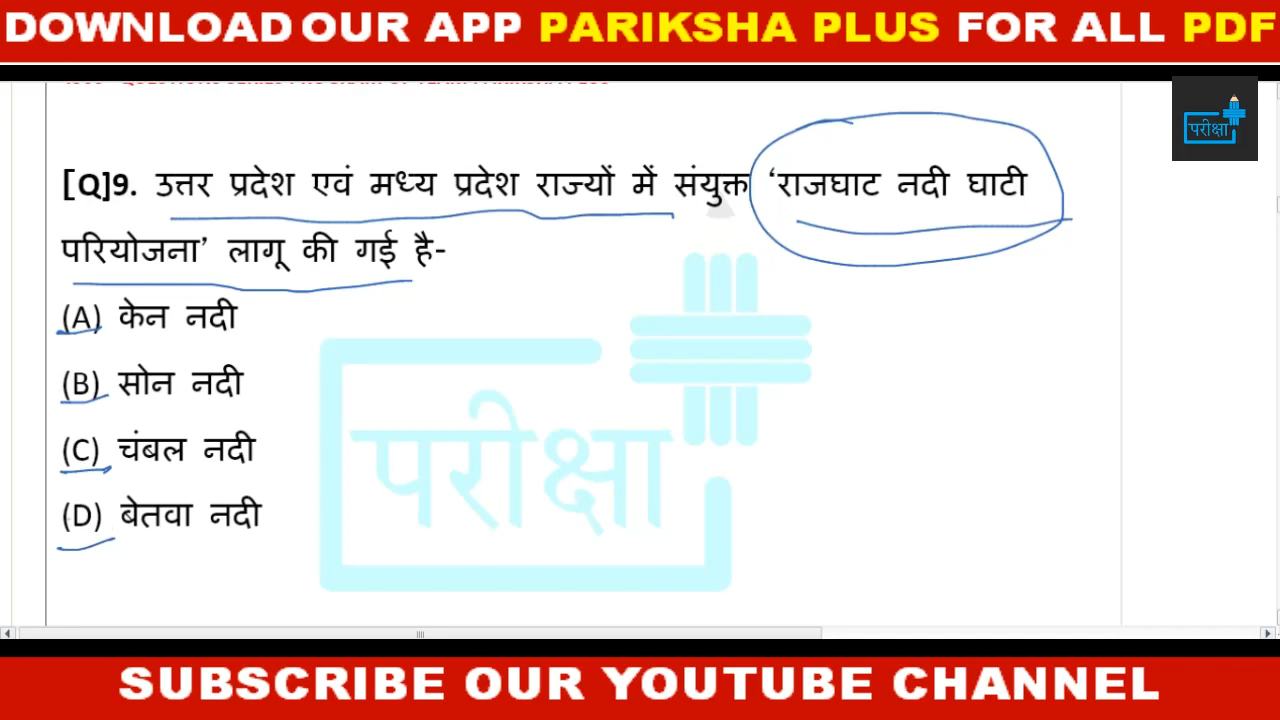 DOWNLOAD OUR APP PARIKSHA PLUS FOR ALL PDF
परीक्षा
[Q]9. उत्तर प्रदेश एवं मध्य प्रदेश राज्यों में संयुक्त ‘राजघाट नदी घाटी
परियोजना’ लागू की गई है-
(A) केन नदी
(B) सोन नदी
(C) चंबल नदी
(D) बेतवा नदी
परीक्षा
SUBSCRIBE OUR YOUTUBE CHANNEL